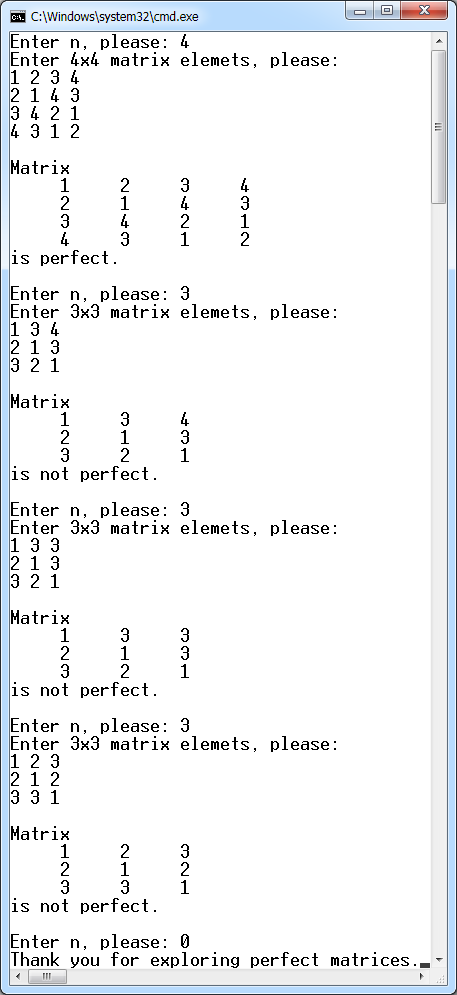 C:\Windows\system32\cmd.exe
Enter n, please: 4
Enter 4x4 matrix elemets, please:
1 2 3 4
2 1 4 3
3 4 2 1
4 3 1 2
Matrix
1 2 3 4
2 1 4 3
3 4 2 1
4 3 1 2
is perfect.
Enter n, please: 3
Enter 3x3 matrix elemets, please:
1 3 4
2 1 3
3 2 1
Matrix
1 3 4
2 1 3
3 2 1
is not perfect.
Enter n, please: 3
Enter 3x3 matrix elemets, please:
1 3 3
2 1 3
3 2 1
Matrix
1 3 3
2 1 3
3 2 1
is not perfect.
Enter n, please: 3
Enter 3x3 matrix elemets, please:
1 2 3
2 1 2
3 3 1
Matrix
1 2 3
2 1 2
3 3 1
is not perfect.
Enter n, please: 0
Thank you for exploring perfect matrices.